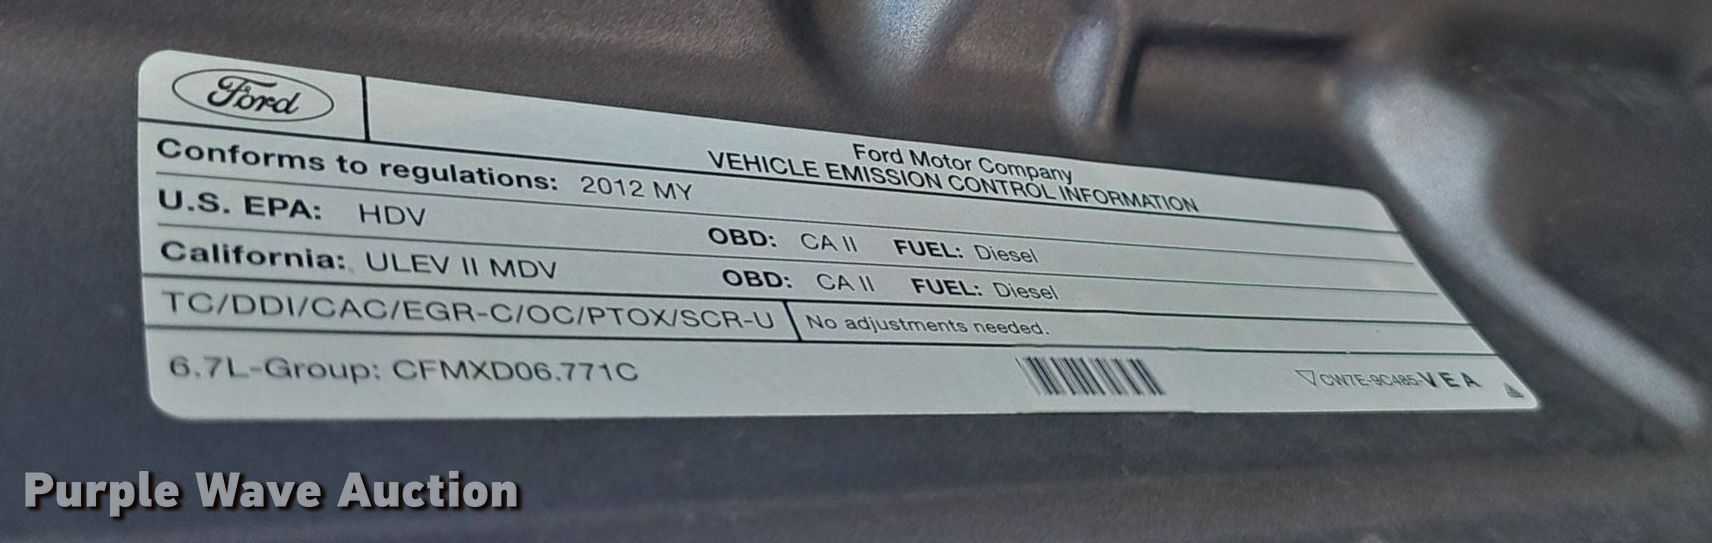 Ford
Ford Motor Company
VEHICLE EMISSION CONTROL INFORMATION
Conforms to regulations: 2012 MY
U.S. EPA: HDV OBD: CA II FUEL: Diesel
California: ULEV II MDV OBD: CA II FUEL: Diesel
TC/DDI/CAC/EGR-C/OC/PTOX/SCR-U No adjustments needed.
6.7L-Group: CFMXD06.771C CW7E-9C485-VEA
Purple Wave Auction